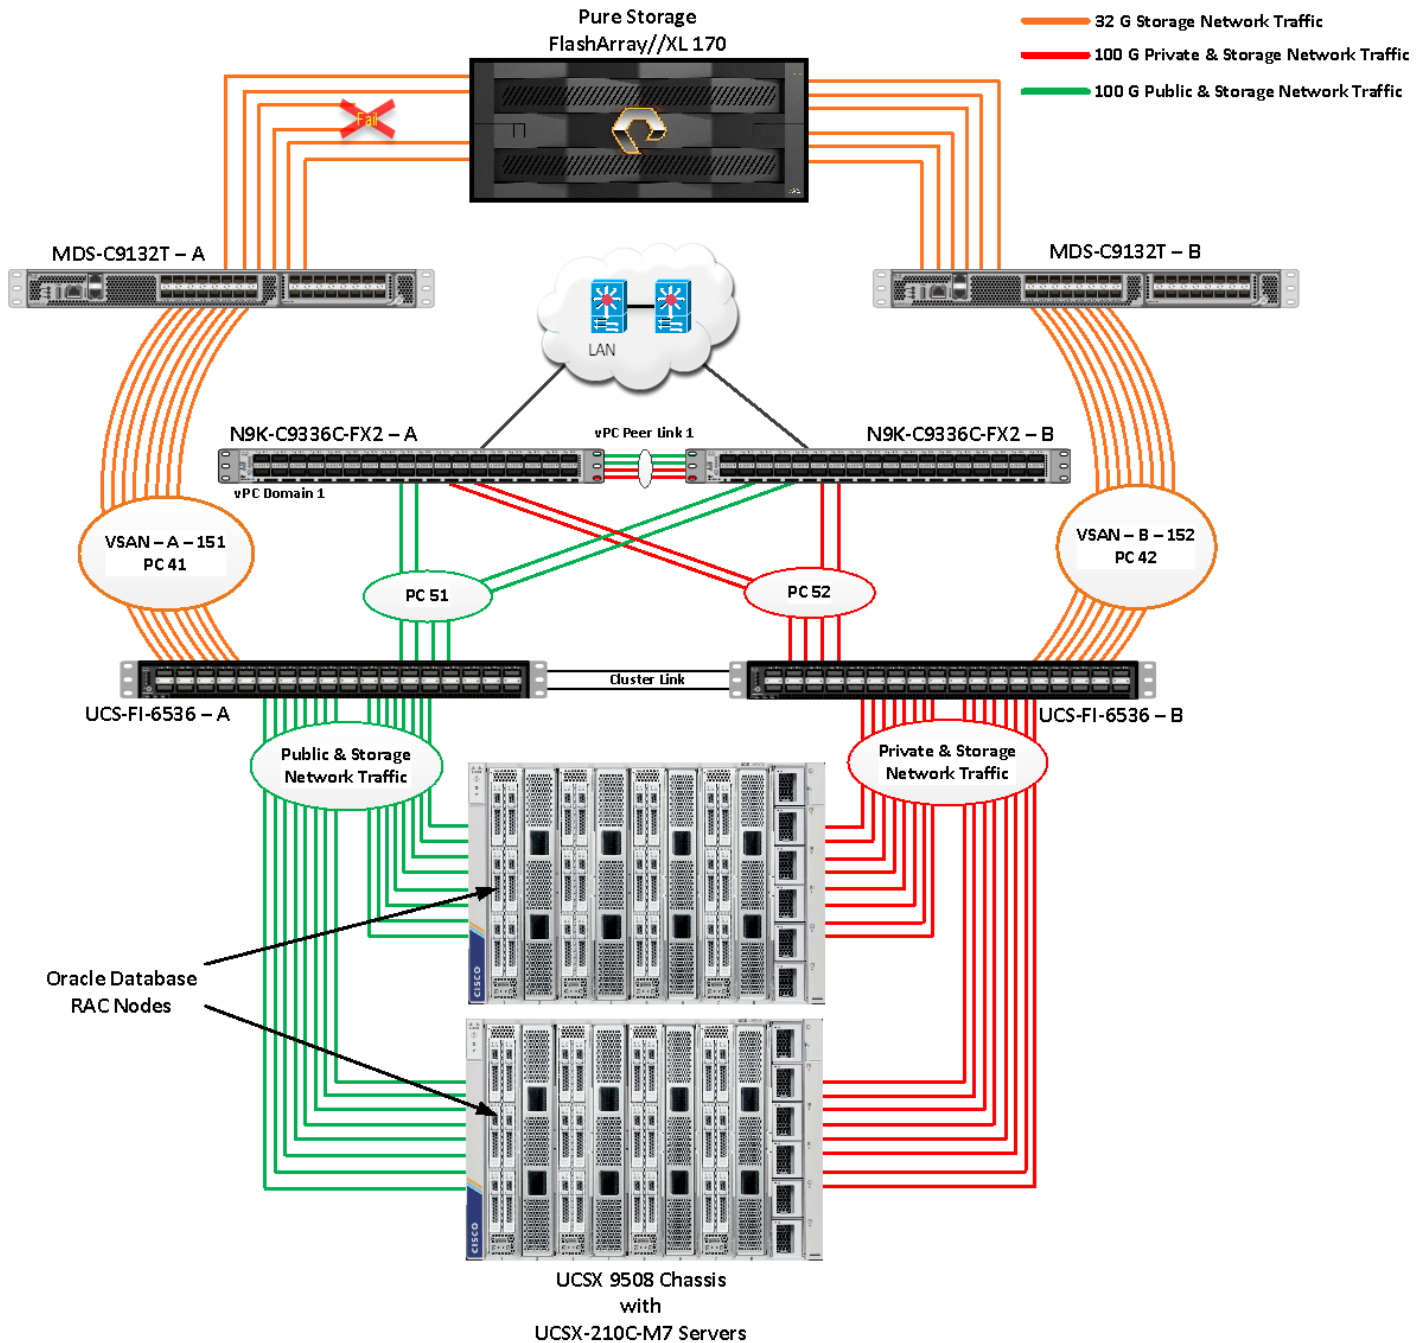 Pure Storage
FlashArray//XL 170
32 G Storage Network Traffic
100 G Private & Storage Network Traffic
100 G Public & Storage Network Traffic
Fail
MDS-C9132T – A
MDS-C9132T – B
LAN
N9K-C9336C-FX2 – A
vPC Peer Link 1
N9K-C9336C-FX2 – B
vPC Domain 1
VSAN – A – 151
PC 41
VSAN – B – 152
PC 42
PC 51
PC 52
Cluster Link
UCS-FI-6536 – A
UCS-FI-6536 – B
Public & Storage
Network Traffic
Private & Storage
Network Traffic
Oracle Database
RAC Nodes
CISCO
CISCO
UCSX 9508 Chassis
with
UCSX-210C-M7 Servers